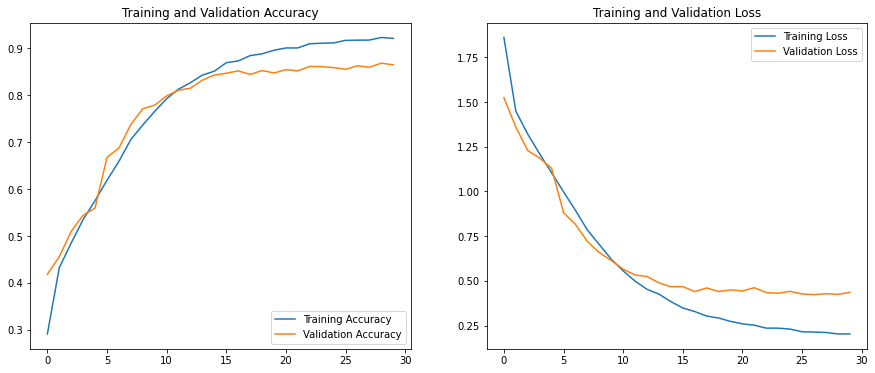 Training and Validation Accuracy
0.9
0.8
0.7
0.6
0.5
0.4
0.3
Training Accuracy
Validation Accuracy
0 5 10 15 20 25 30
Training and Validation Loss
1.75
1.50
1.25
1.00
0.75
0.50
0.25
Training Loss
Validation Loss
0 5 10 15 20 25 30